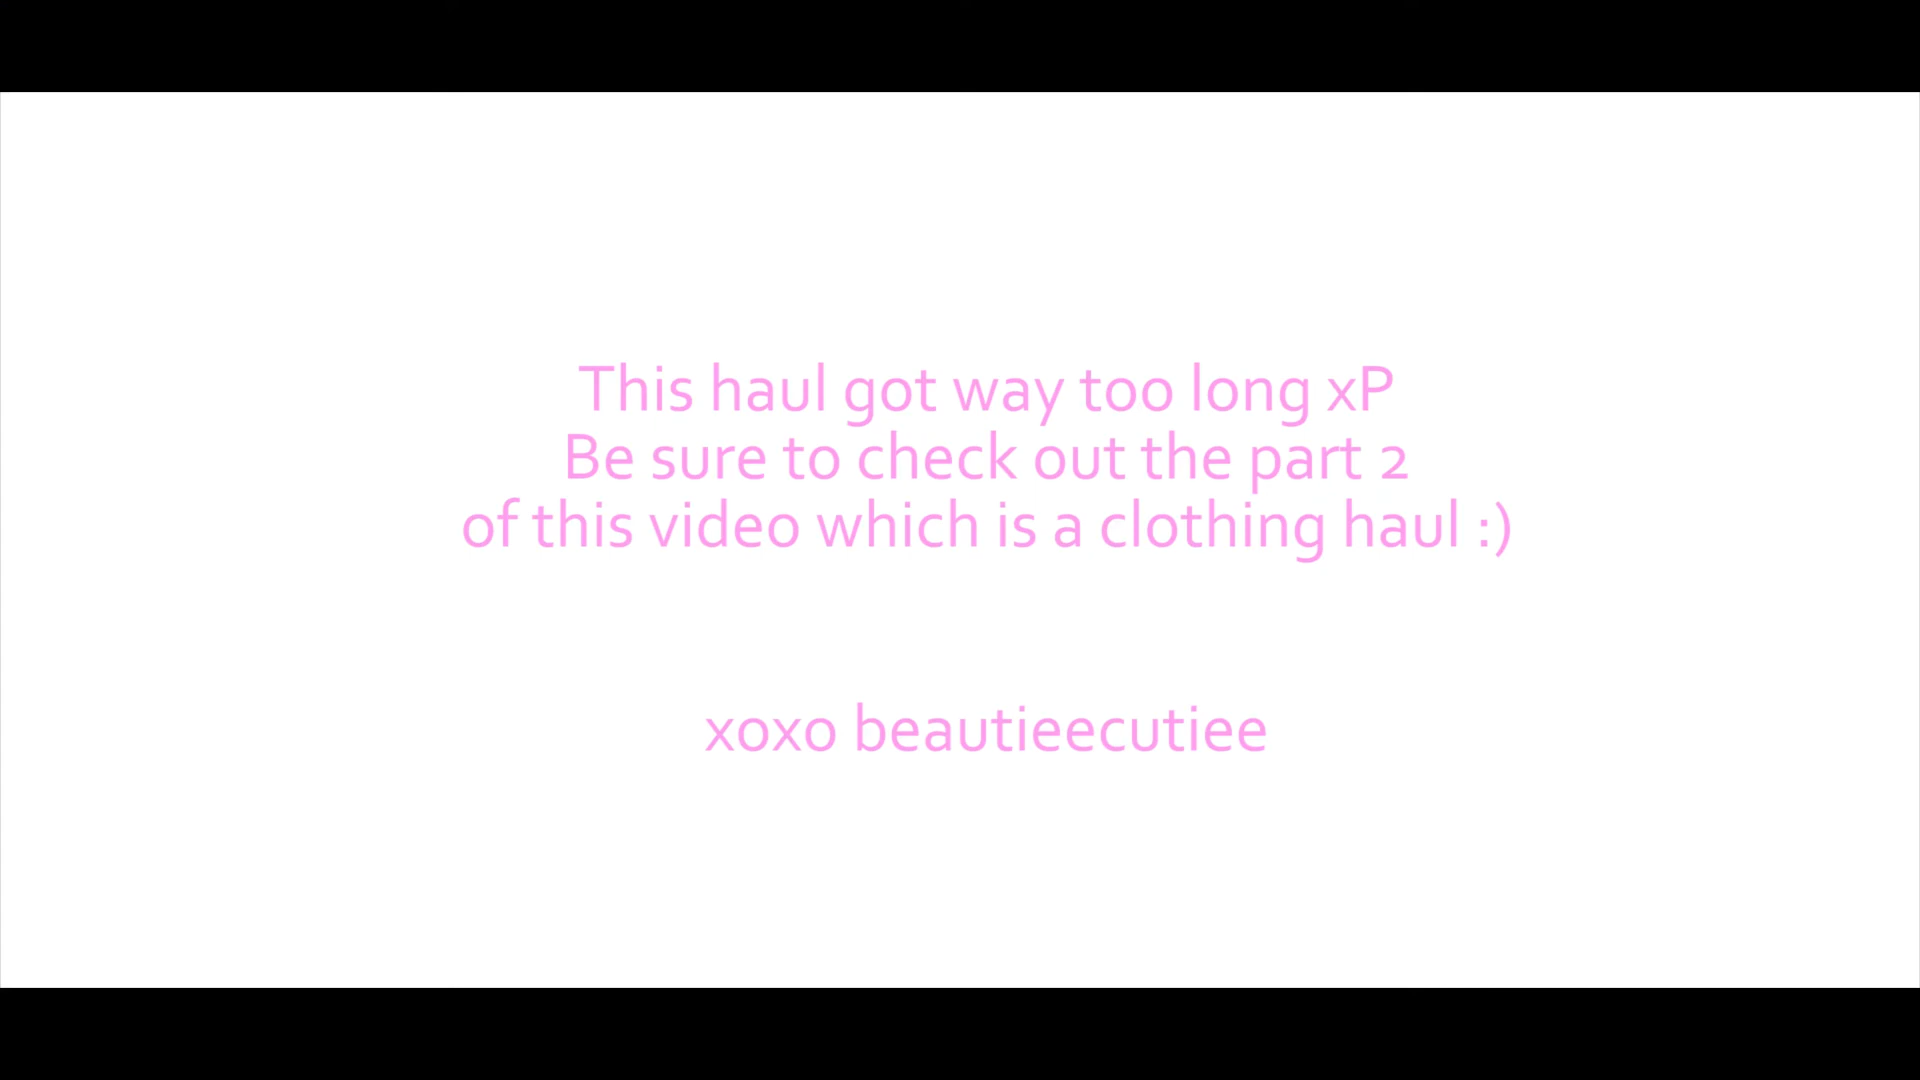 This haul got way too long xP
Be sure to check out the part 2
of this video which is a clothing haul :)
xoxo beautieecutiee